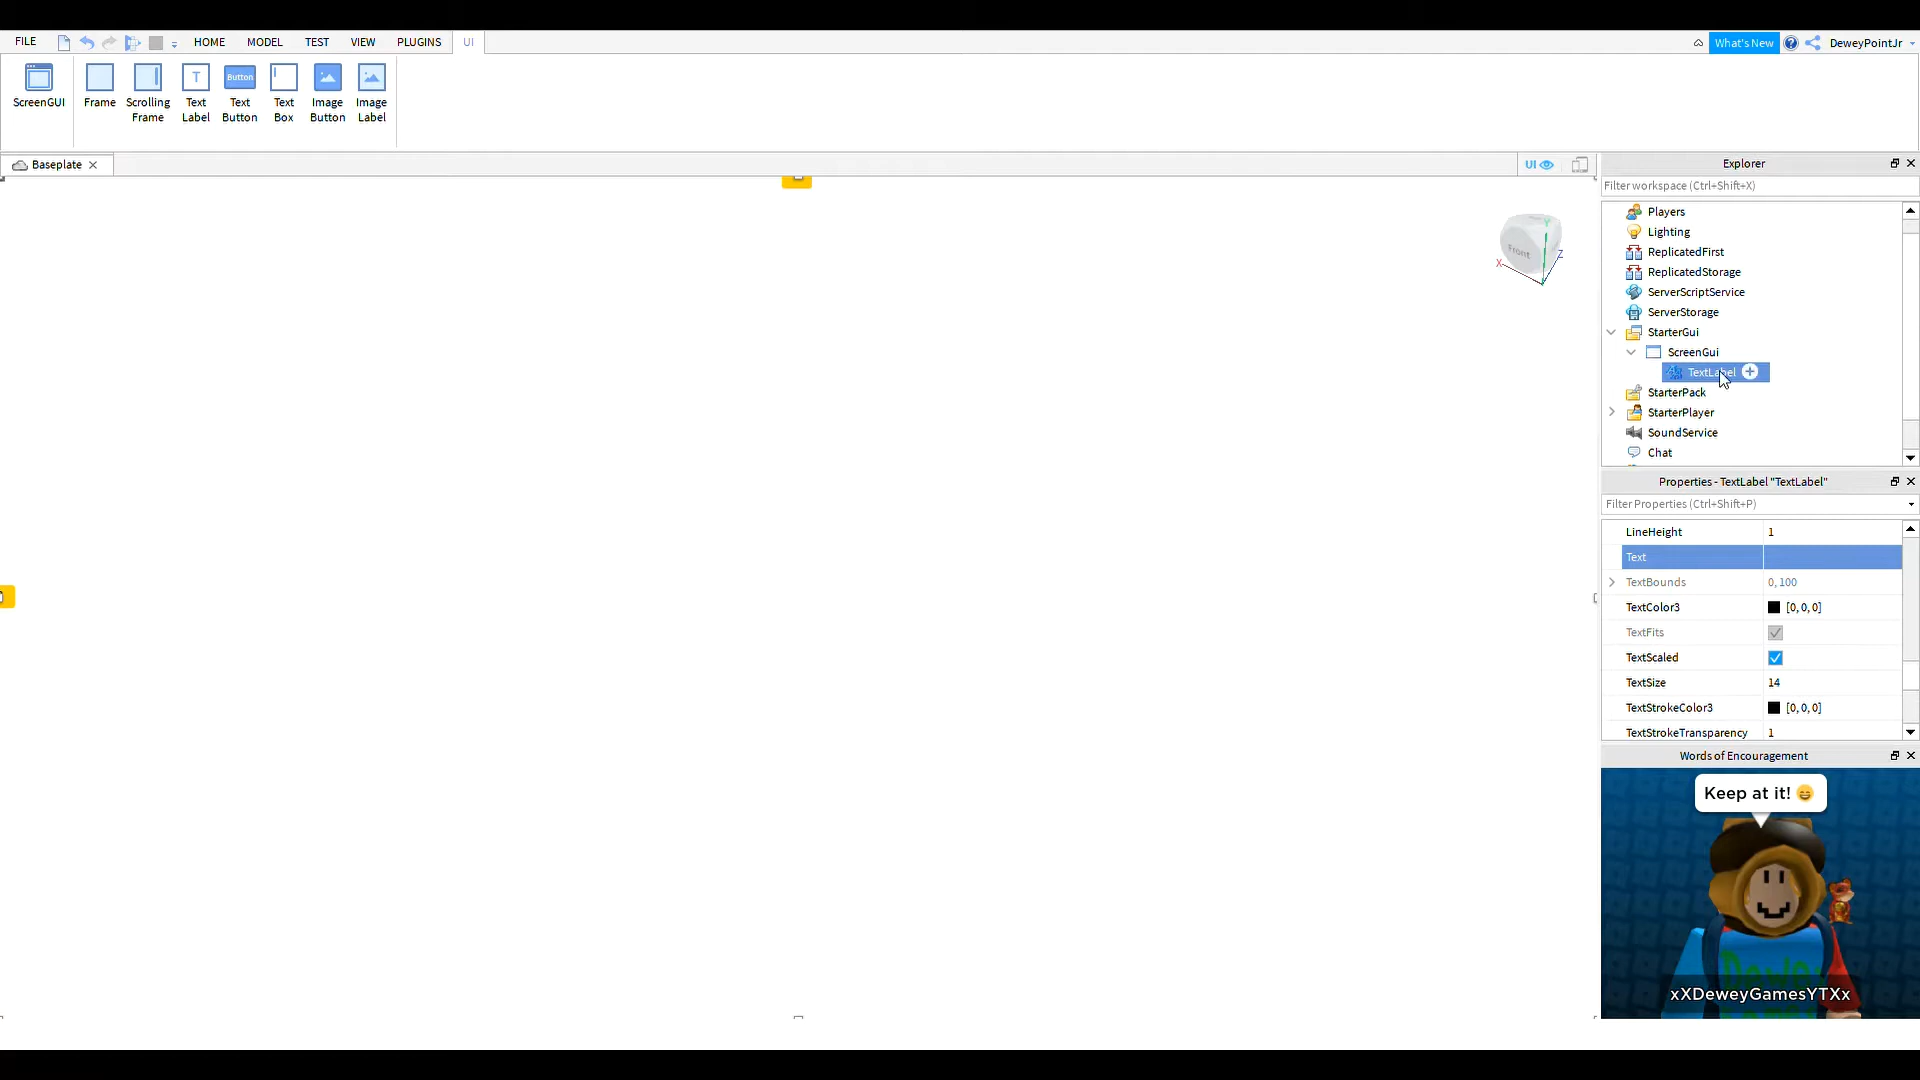 FILE HOME MODEL TEST VIEW PLUGINS UI What's New DeweyPointJr
ScreenGUI
Frame
Scrolling
Frame
T
Text
Label
Button
Text
Button
Text
Box
Image
Button
Image
Label
Baseplate
UI
Front
X
Y
Z
Explorer
Filter workspace (Ctrl+Shift+X)
Players
Lighting
ReplicatedFirst
ReplicatedStorage
ServerScriptService
ServerStorage
StarterGui
ScreenGui
TextLabel
StarterPack
StarterPlayer
SoundService
Chat
Properties - TextLabel "TextLabel"
Filter Properties (Ctrl+Shift+P)
LineHeight 1
Text
TextBounds 0, 100
TextColor3 [0, 0, 0]
TextFits
TextScaled
TextSize 14
TextStrokeColor3 [0, 0, 0]
TextStrokeTransparency 1
Words of Encouragement
Keep at it! 😄
xXDeweyGamesYTXx